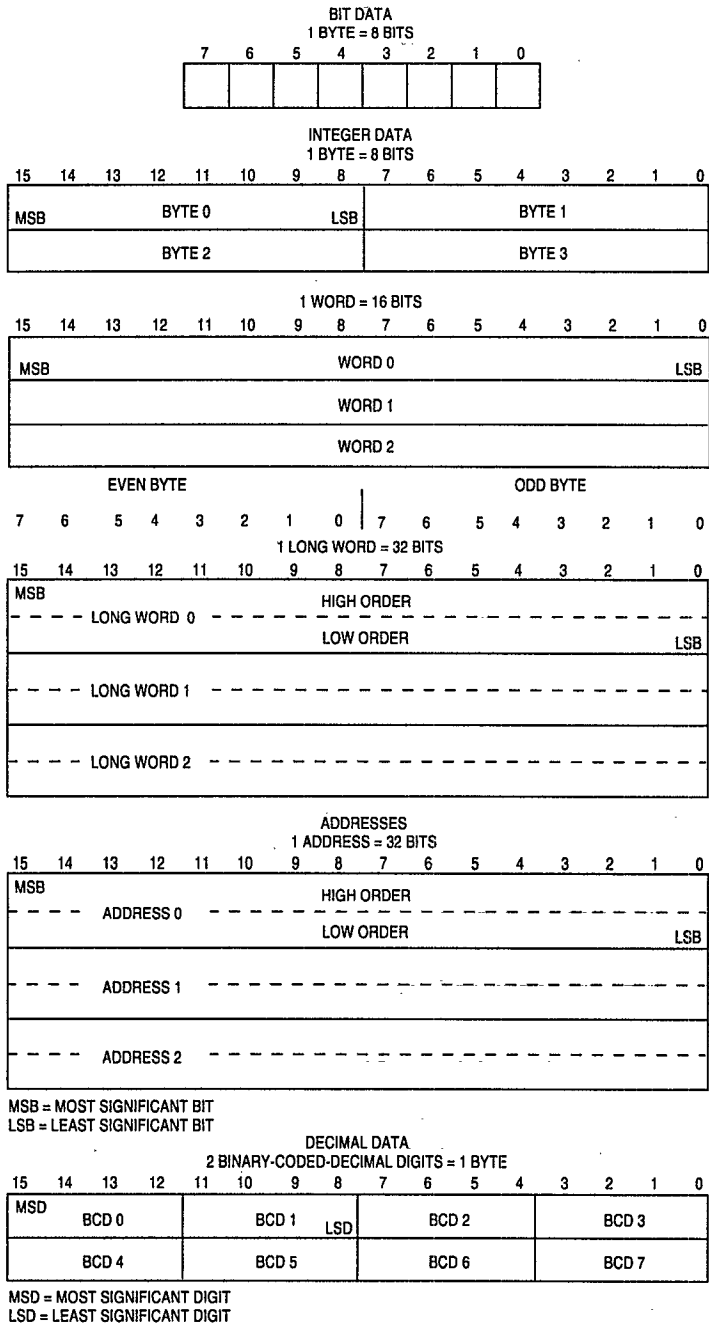 BIT DATA
1 BYTE = 8 BITS
7 6 5 4 3 2 1 0
INTEGER DATA
1 BYTE = 8 BITS
15 14 13 12 11 10 9 8 7 6 5 4 3 2 1 0
MSB BYTE 0 LSB BYTE 1
BYTE 2 BYTE 3
1 WORD = 16 BITS
15 14 13 12 11 10 9 8 7 6 5 4 3 2 1 0
MSB WORD 0 LSB
WORD 1
WORD 2
EVEN BYTE ODD BYTE
7 6 5 4 3 2 1 0 7 6 5 4 3 2 1 0
1 LONG WORD = 32 BITS
15 14 13 12 11 10 9 8 7 6 5 4 3 2 1 0
MSB HIGH ORDER
LONG WORD 0
LOW ORDER LSB
LONG WORD 1
LONG WORD 2
ADDRESSES
1 ADDRESS = 32 BITS
15 14 13 12 11 10 9 8 7 6 5 4 3 2 1 0
MSB HIGH ORDER
ADDRESS 0
LOW ORDER LSB
ADDRESS 1
ADDRESS 2
MSB = MOST SIGNIFICANT BIT
LSB = LEAST SIGNIFICANT BIT
DECIMAL DATA
2 BINARY-CODED-DECIMAL DIGITS = 1 BYTE
15 14 13 12 11 10 9 8 7 6 5 4 3 2 1 0
MSD BCD 0 BCD 1 LSD BCD 2 BCD 3
BCD 4 BCD 5 BCD 6 BCD 7
MSD = MOST SIGNIFICANT DIGIT
LSD = LEAST SIGNIFICANT DIGIT